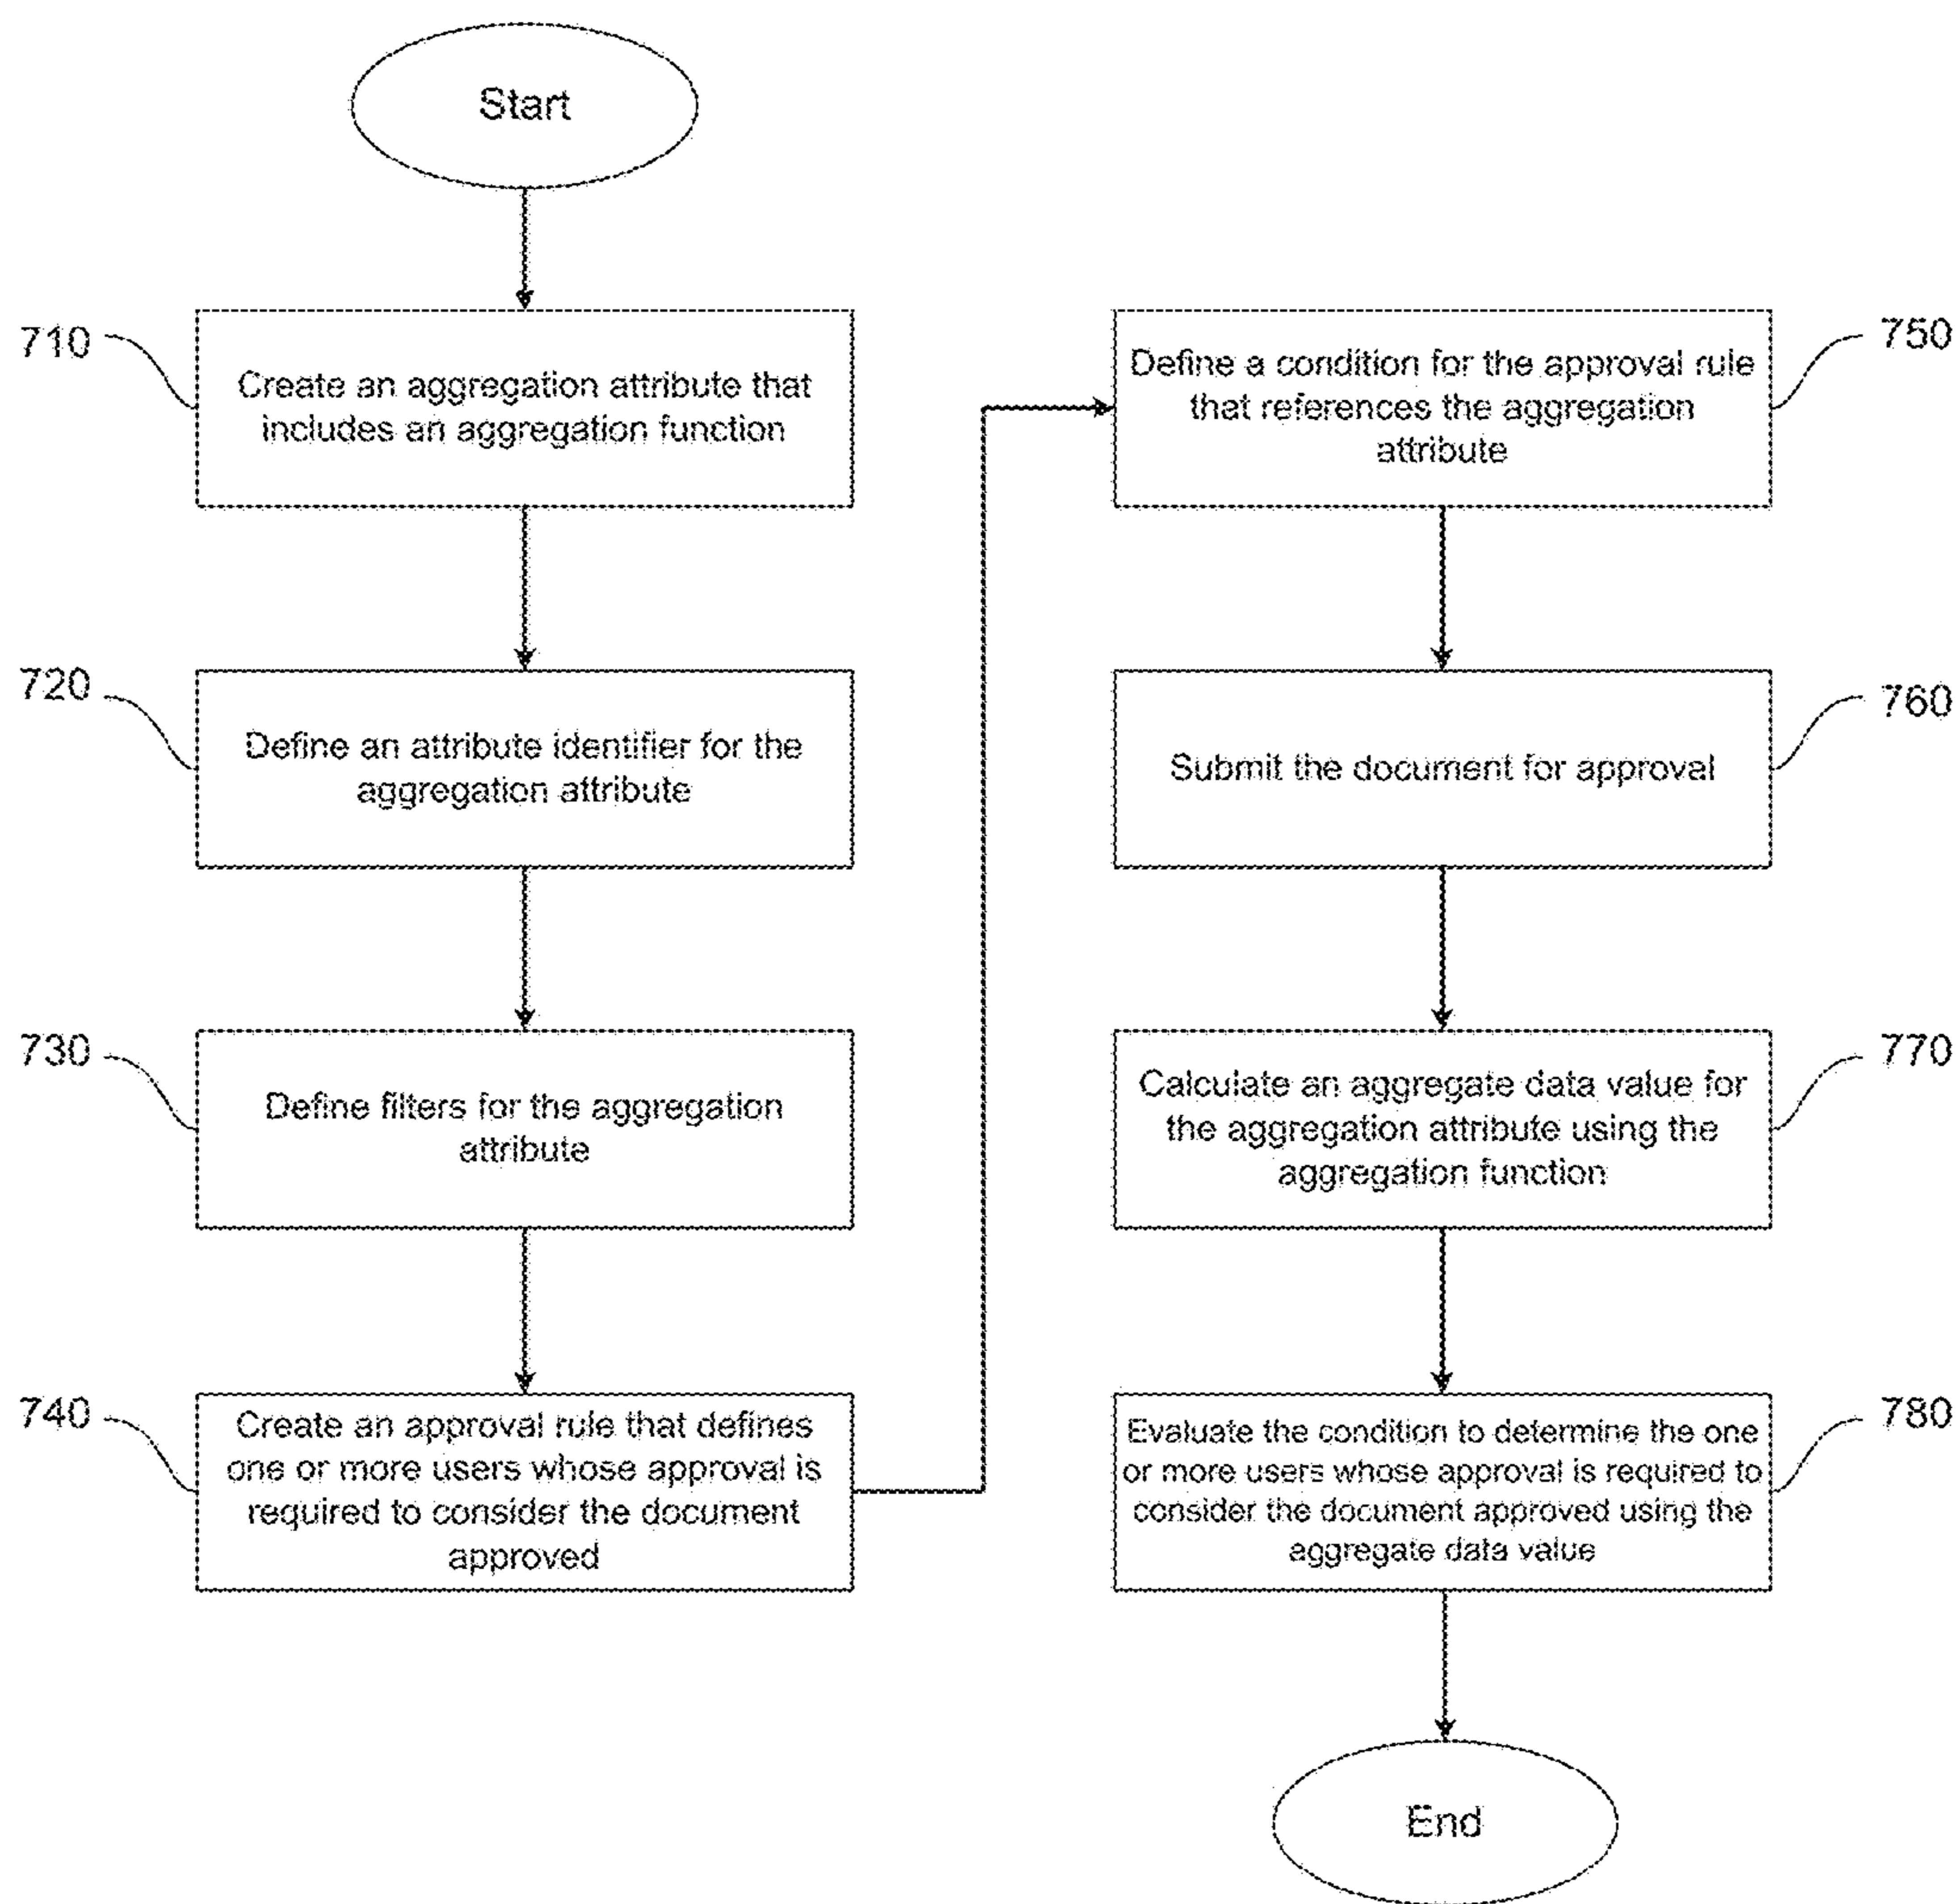 Start
710
Create an aggregation attribute that
includes an aggregation function
720
Define an attribute identifier for the
aggregation attribute
730
Define filters for the aggregation
attribute
740
Create an approval rule that defines
one or more users whose approval is
required to consider the document
approved
750
Define a condition for the approval rule
that references the aggregation
attribute
760
Submit the document for approval
770
Calculate an aggregate data value for
the aggregation attribute using the
aggregation function
780
Evaluate the condition to determine the one
or more users whose approval is required to
consider the document approved using the
aggregate data value
End